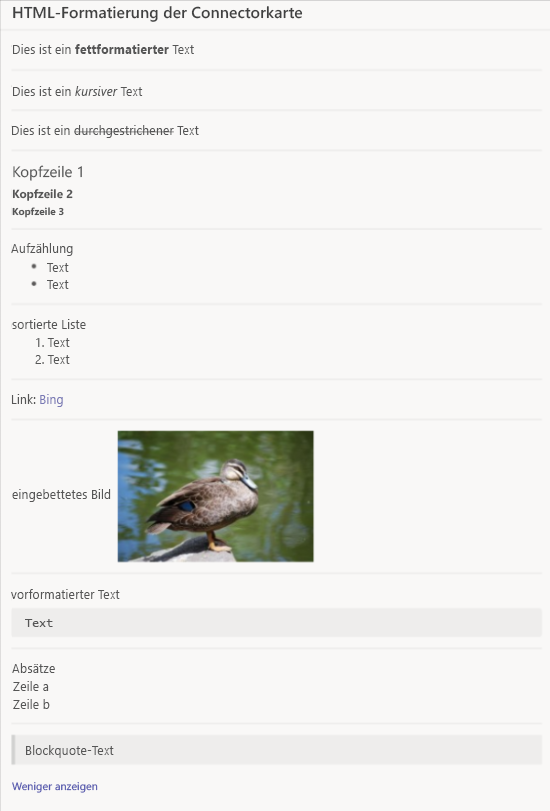 HTML-Formatierung der Connectorkarte
Dies ist ein fettformatierter Text
Dies ist ein kursiver Text
Dies ist ein durchgestrichener Text
Kopfzeile 1
Kopfzeile 2
Kopfzeile 3
Aufzählung
• Text
• Text
sortierte Liste
1. Text
2. Text
Link: Bing
eingebettetes Bild
vorformatierter Text
Text
Absätze
Zeile a
Zeile b
Blockquote-Text
Weniger anzeigen